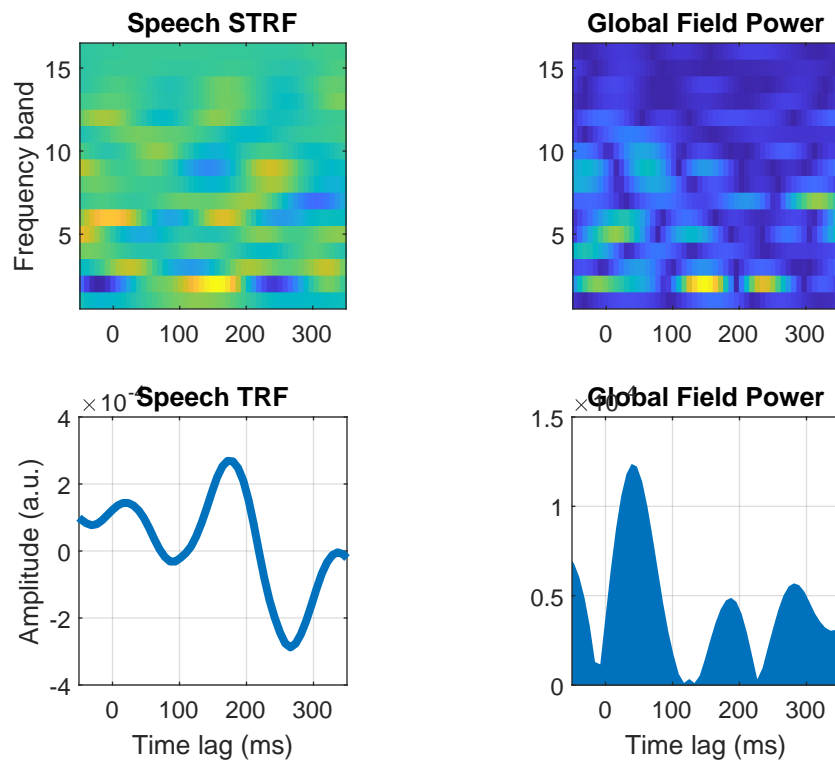 Speech STRF
Frequency band
15
10
5
0 100 200 300
Global Field Power
15
10
5
0 100 200 300
Speech TRF
× 10-4
Amplitude (a.u.)
4
2
0
-2
-4
0 100 200 300
Time lag (ms)
Global Field Power
1.5
1
0.5
0
0 100 200 300
Time lag (ms)